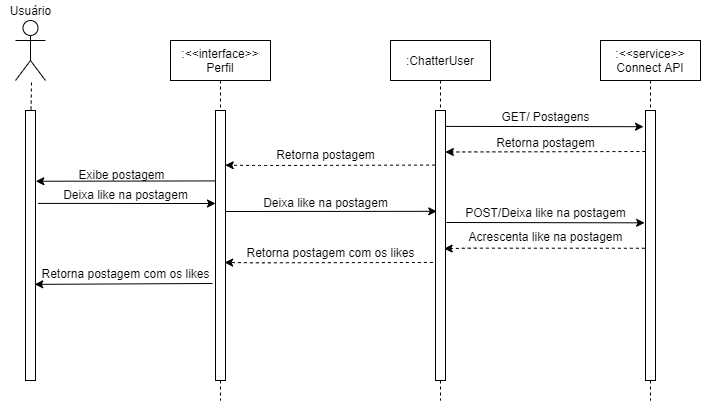 Usuário
:<<interface>>
Perfil
:ChatterUser
:<<service>>
Connect API
GET/ Postagens
Retorna postagem
Retorna postagem
Exibe postagem
Deixa like na postagem
Deixa like na postagem
POST/Deixa like na postagem
Acrescenta like na postagem
Retorna postagem com os likes
Retorna postagem com os likes